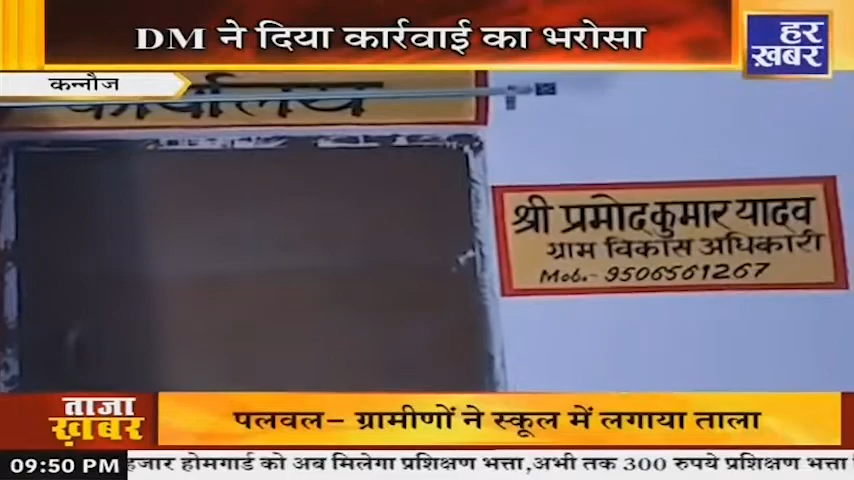 DM ने दिया कार्रवाई का भरोसा
हर
ख़बर
कन्नौज
कार्यालय
श्री प्रमोद कुमार यादव
ग्राम विकास अधिकारी
Mob.- 9506561267
ताजा
ख़बर
पलवल– ग्रामीणों ने स्कूल में लगाया ताला
09:50 PM
हजार होमगार्ड को अब मिलेगा प्रशिक्षण भत्ता,अभी तक 300 रुपये प्रशिक्षण भत्ता